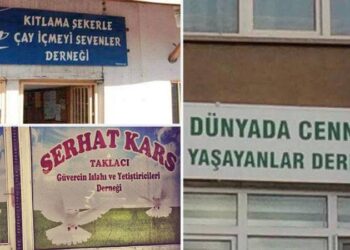 KITLAMA ŞEKERLE
ÇAY İÇMEYİ SEVENLER
DERNEĞİ
SERHAT KARS
TAKLACI
Güvercin Islahı ve Yetiştiricileri
Derneği
DÜNYADA CENN
YAŞAYANLAR DER